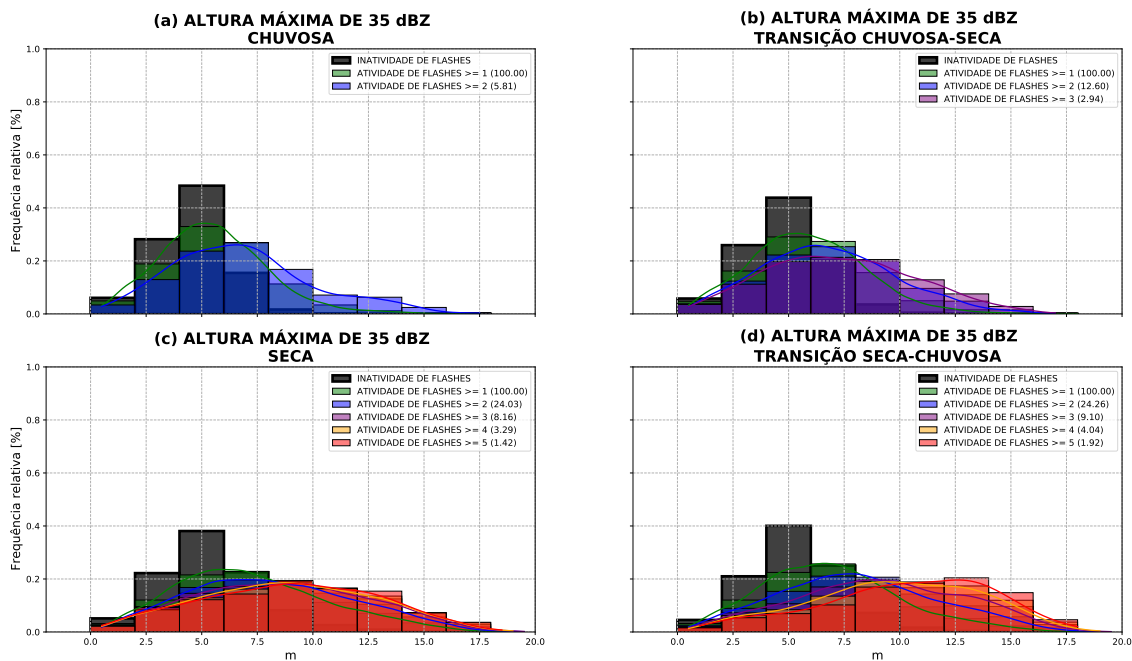 (a) ALTURA MÁXIMA DE 35 dBZ
CHUVOSA
1.0
0.8
0.6
0.4
0.2
0.0
Frequência relativa [%]
INATIVIDADE DE FLASHES
ATIVIDADE DE FLASHES >= 1 (100.00)
ATIVIDADE DE FLASHES >= 2 (5.81)
(b) ALTURA MÁXIMA DE 35 dBZ
TRANSIÇÃO CHUVOSA-SECA
INATIVIDADE DE FLASHES
ATIVIDADE DE FLASHES >= 1 (100.00)
ATIVIDADE DE FLASHES >= 2 (12.60)
ATIVIDADE DE FLASHES >= 3 (2.94)
(c) ALTURA MÁXIMA DE 35 dBZ
SECA
1.0
0.8
0.6
0.4
0.2
0.0
Frequência relativa [%]
INATIVIDADE DE FLASHES
ATIVIDADE DE FLASHES >= 1 (100.00)
ATIVIDADE DE FLASHES >= 2 (24.03)
ATIVIDADE DE FLASHES >= 3 (8.16)
ATIVIDADE DE FLASHES >= 4 (3.29)
ATIVIDADE DE FLASHES >= 5 (1.42)
0.0 2.5 5.0 7.5 10.0 12.5 15.0 17.5 20.0
m
(d) ALTURA MÁXIMA DE 35 dBZ
TRANSIÇÃO SECA-CHUVOSA
INATIVIDADE DE FLASHES
ATIVIDADE DE FLASHES >= 1 (100.00)
ATIVIDADE DE FLASHES >= 2 (24.26)
ATIVIDADE DE FLASHES >= 3 (9.10)
ATIVIDADE DE FLASHES >= 4 (4.04)
ATIVIDADE DE FLASHES >= 5 (1.92)
0.0 2.5 5.0 7.5 10.0 12.5 15.0 17.5 20.0
m